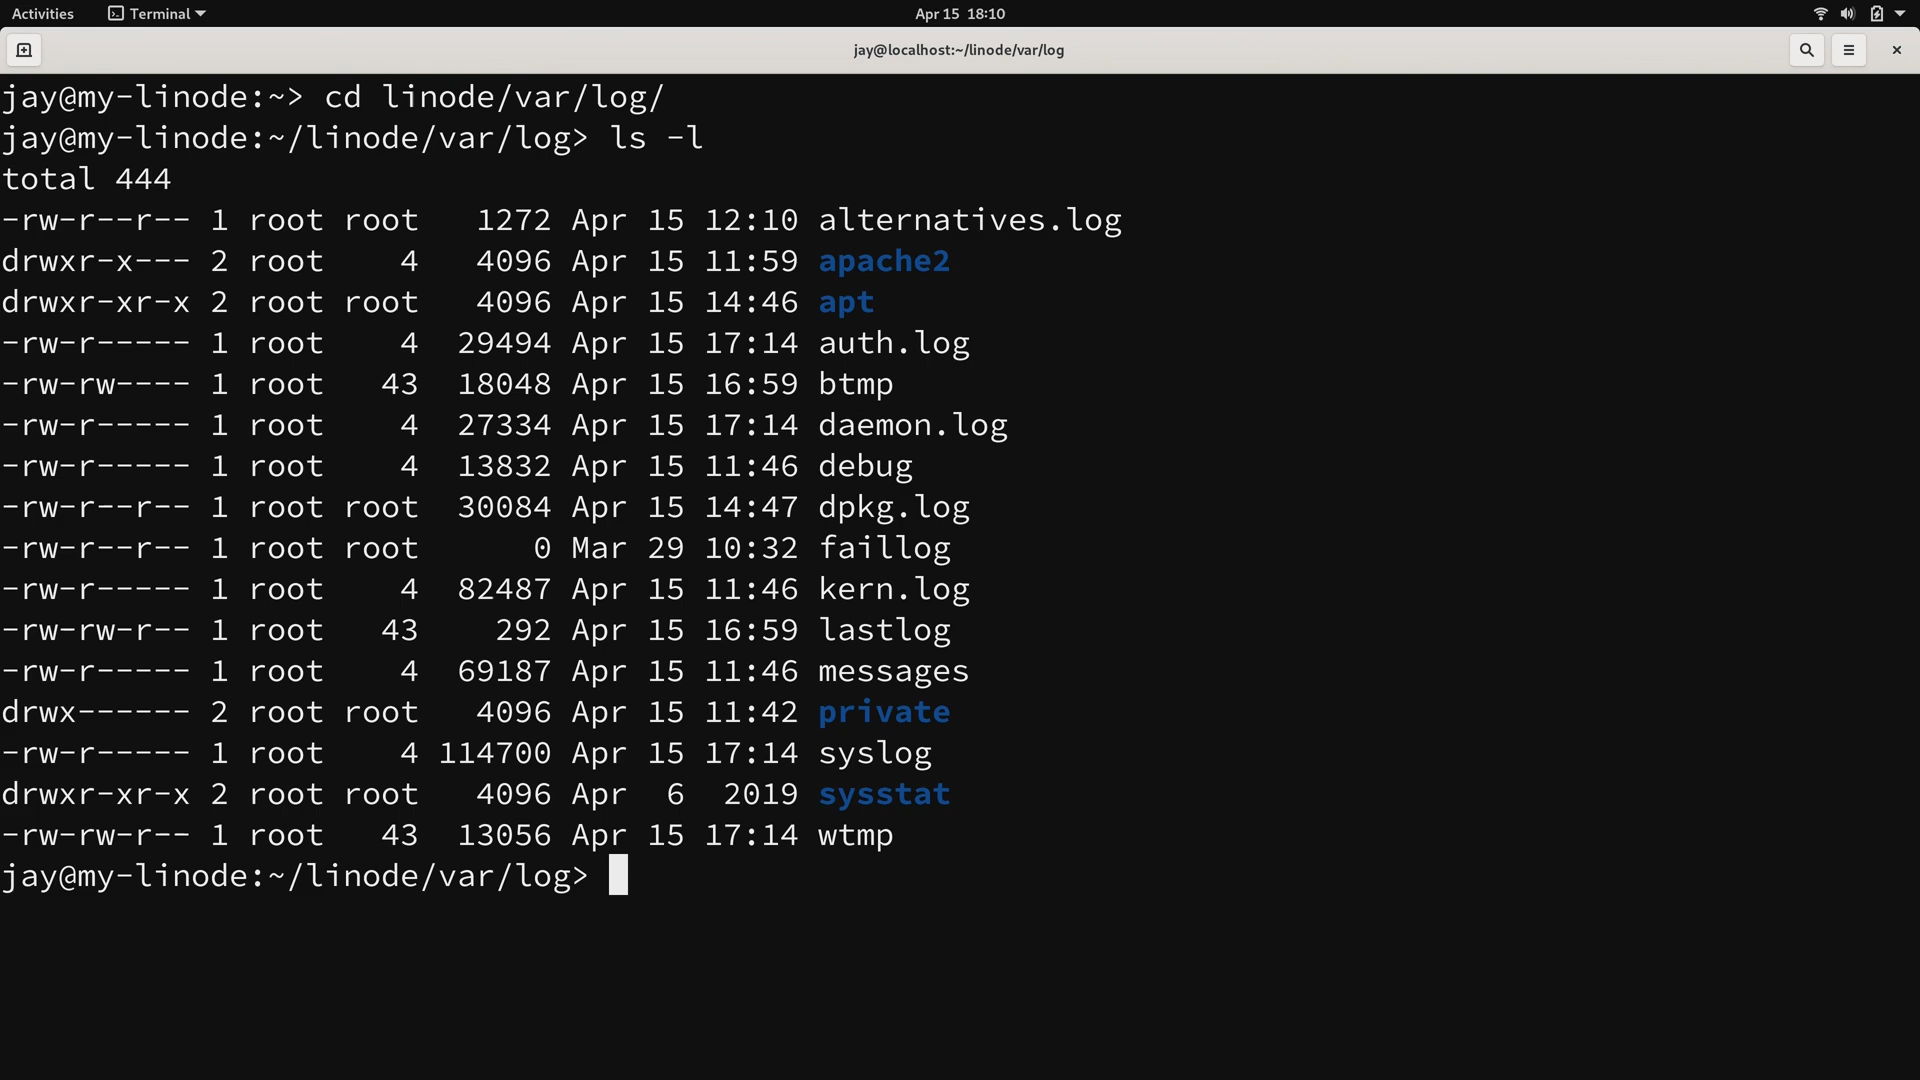 Activities Terminal Apr 15 18:10
jay@localhost:~/linode/var/log
jay@my-linode:~> cd linode/var/log/
jay@my-linode:~/linode/var/log> ls -l
total 444
-rw-r--r-- 1 root root   1272 Apr 15 12:10 alternatives.log
drwxr-x--- 2 root    4   4096 Apr 15 11:59 apache2
drwxr-xr-x 2 root root   4096 Apr 15 14:46 apt
-rw-r----- 1 root    4  29494 Apr 15 17:14 auth.log
-rw-rw---- 1 root   43  18048 Apr 15 16:59 btmp
-rw-r----- 1 root    4  27334 Apr 15 17:14 daemon.log
-rw-r----- 1 root    4  13832 Apr 15 11:46 debug
-rw-r--r-- 1 root root  30084 Apr 15 14:47 dpkg.log
-rw-r--r-- 1 root root      0 Mar 29 10:32 faillog
-rw-r----- 1 root    4  82487 Apr 15 11:46 kern.log
-rw-rw-r-- 1 root   43    292 Apr 15 16:59 lastlog
-rw-r----- 1 root    4  69187 Apr 15 11:46 messages
drwx------ 2 root root   4096 Apr 15 11:42 private
-rw-r----- 1 root    4 114700 Apr 15 17:14 syslog
drwxr-xr-x 2 root root   4096 Apr  6  2019 sysstat
-rw-rw-r-- 1 root   43  13056 Apr 15 17:14 wtmp
jay@my-linode:~/linode/var/log>